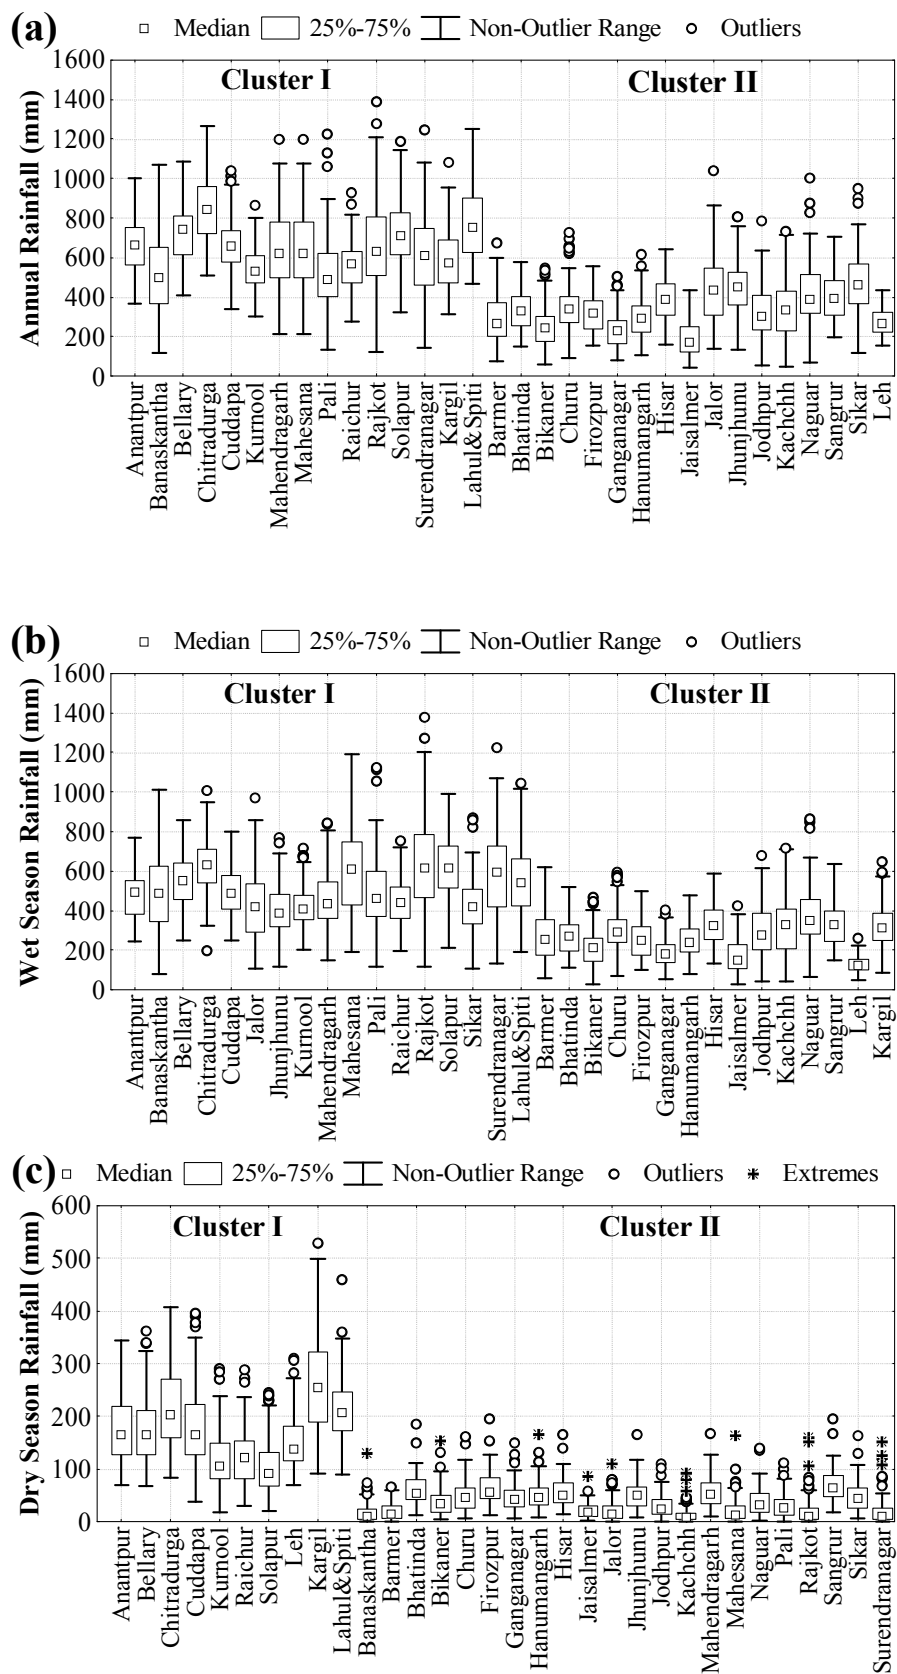 (a) Median 25%-75% Non-Outlier Range Outliers
Annual Rainfall (mm)
1600
1400
1200
1000
800
600
400
200
0
Cluster I Cluster II
Anantpur Banaskantha Bellary Chitradurga Cuddapa Kurnool Mahendragarh Mahesana Pali Raichur Rajkot Solapur Surendranagar Kargil Lahul&Spiti Barmer Bhatinda Bikaner Churu Firozpur Ganganagar Hanumangarh Hisar Jaisalmer Jalor Jhunjhunu Jodhpur Kachchh Naguar Sangrur Sikar Leh
(b) Median 25%-75% Non-Outlier Range Outliers
Wet Season Rainfall (mm)
1600
1400
1200
1000
800
600
400
200
0
Cluster I Cluster II
Anantpur Banaskantha Bellary Chitradurga Cuddapa Jalor Jhunjhunu Kurnool Mahendragarh Mahesana Pali Raichur Rajkot Solapur Sikar Surendranagar Lahul&Spiti Barmer Bhatinda Bikaner Churu Firozpur Ganganagar Hanumangarh Hisar Jaisalmer Jodhpur Kachchh Naguar Sangrur Leh Kargil
(c) Median 25%-75% Non-Outlier Range Outliers Extremes
Dry Season Rainfall (mm)
600
500
400
300
200
100
0
Cluster I Cluster II
Anantpur Bellary Chitradurga Cuddapa Kurnool Raichur Solapur Leh Kargil Lahul&Spiti Banaskantha Barmer Bhatinda Bikaner Churu Firozpur Ganganagar Hanumangarh Hisar Jaisalmer Jalor Jhunjhunu Jodhpur Kachchh Mahendragarh Mahesana Naguar Pali Rajkot Sangrur Sikar Surendranagar